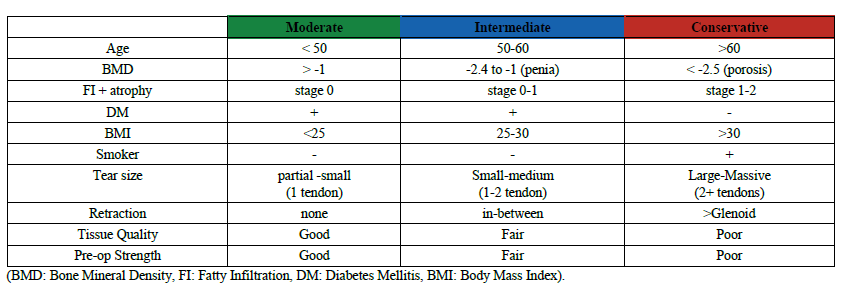 Moderate Intermediate Conservative
Age < 50 50-60 >60
BMD > -1 -2.4 to -1 (penia) < -2.5 (porosis)
FI + atrophy stage 0 stage 0-1 stage 1-2
DM + + -
BMI <25 25-30 >30
Smoker - - +
Tear size partial -small Small-medium Large-Massive
(1 tendon) (1-2 tendon) (2+ tendons)
Retraction none in-between >Glenoid
Tissue Quality Good Fair Poor
Pre-op Strength Good Fair Poor
(BMD: Bone Mineral Density, FI: Fatty Infiltration, DM: Diabetes Mellitis, BMI: Body Mass Index).